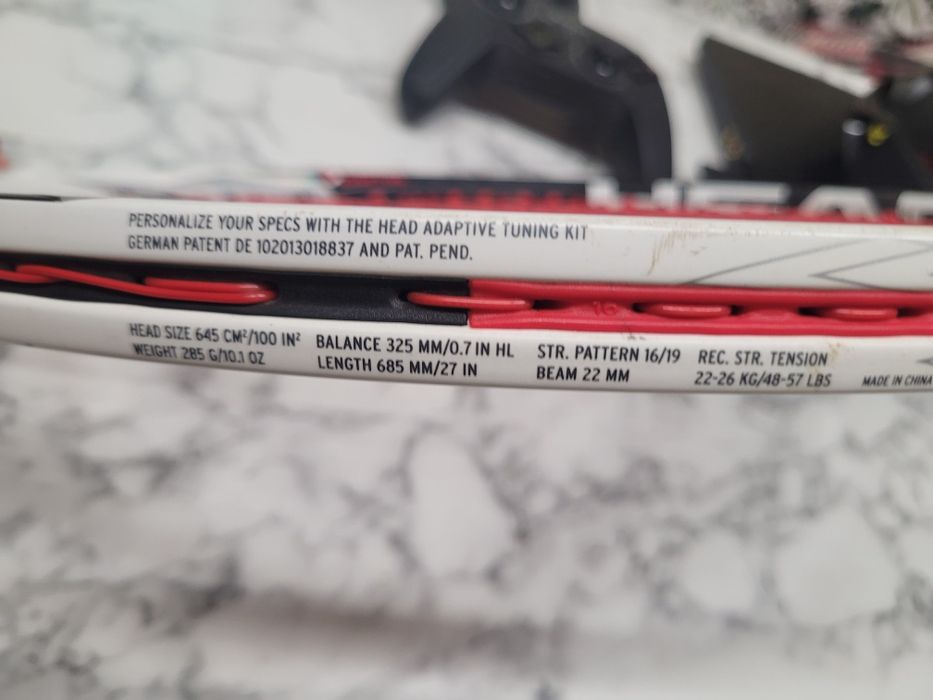 PERSONALIZE YOUR SPECS WITH THE HEAD ADAPTIVE TUNING KIT
GERMAN PATENT DE 102013018837 AND PAT. PEND.
16
HEAD SIZE 645 CM²/100 IN²
WEIGHT 285 G/10.1 OZ
BALANCE 325 MM/0.7 IN HL
LENGTH 685 MM/27 IN
STR. PATTERN 16/19
BEAM 22 MM
REC. STR. TENSION
22-26 KG/48-57 LBS
MADE IN CHINA